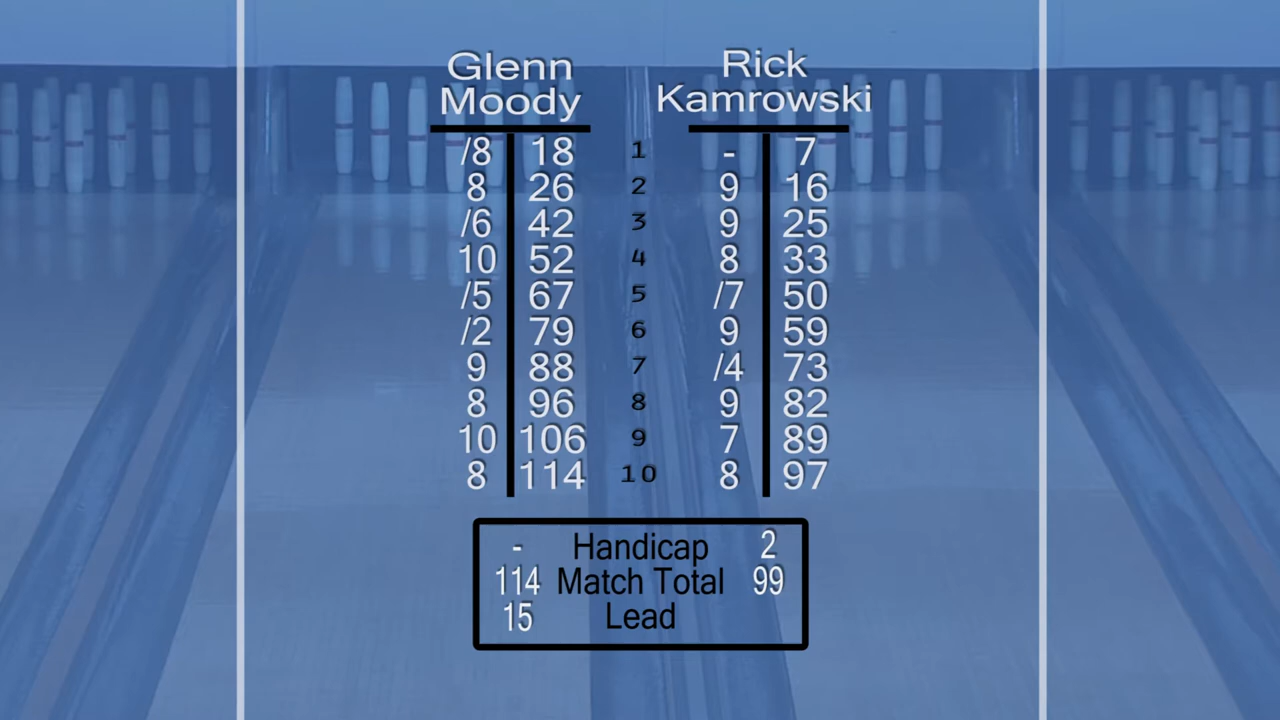 Glenn Moody Rick Kamrowski
/8 18 1 - 7
8 26 2 9 16
/6 42 3 9 25
10 52 4 8 33
/5 67 5 /7 50
/2 79 6 9 59
9 88 7 /4 73
8 96 8 9 82
10 106 9 7 89
8 114 10 8 97
- Handicap 2
114 Match Total 99
15 Lead